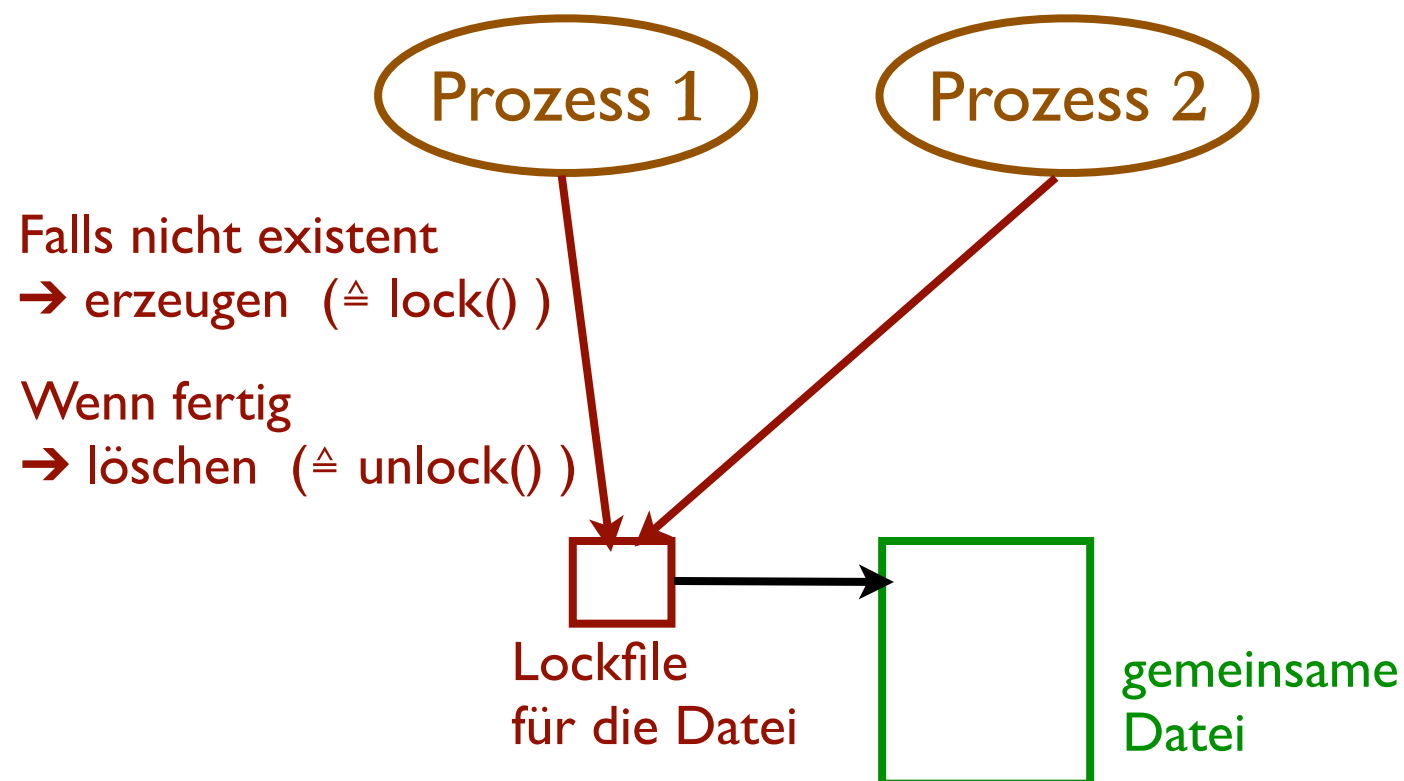 Prozess 1
Prozess 2
Falls nicht existent
➔ erzeugen (≙ lock() )
Wenn fertig
➔ löschen (≙ unlock() )
Lockfile
für die Datei
gemeinsame
Datei